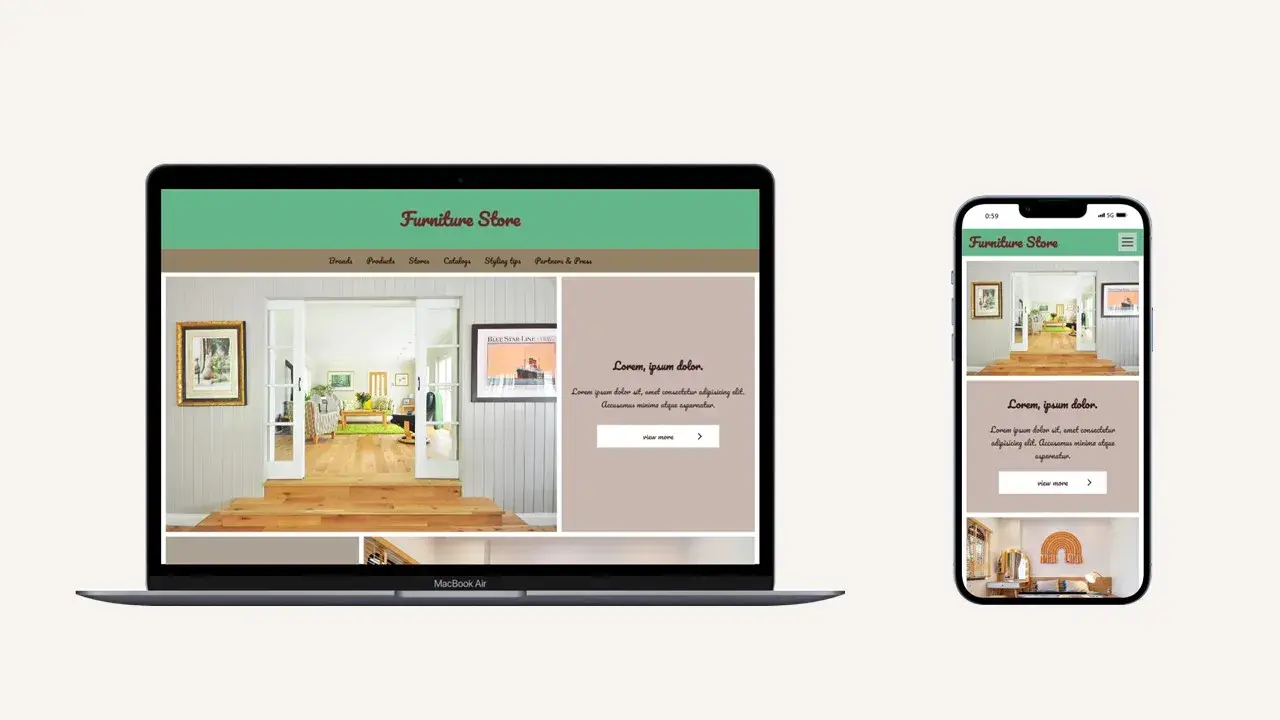 Furniture Store
Brands Products Stores Catalogs Styling tips Partners & Press
BLUE STAR LINE
Lorem, ipsum dolor.
Lorem ipsum dolor sit, amet consectetur adipisicing elit.
Accusamus minima atque aspernatur.
view more
MacBook Air
0:59
5G
Furniture Store
Lorem, ipsum dolor.
Lorem ipsum dolor sit, amet consectetur
adipisicing elit. Accusamus minima atque
aspernatur.
view more